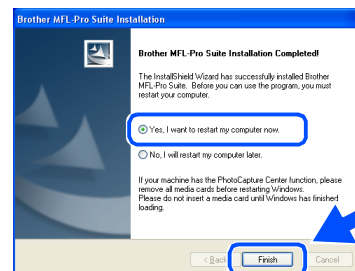 Brother MFL-Pro Suite Installation
Brother MFL-Pro Suite Installation Completed!
The InstallShield Wizard has successfully installed Brother
MFL-Pro Suite. Before you can use the program, you must
restart your computer.
Yes, I want to restart my computer now.
No, I will restart my computer later.
If your machine has the PhotoCapture Center function, please
remove all media cards before restarting Windows.
Please do not insert a media card until Windows has finished
loading.
< Back
Finish
Cancel